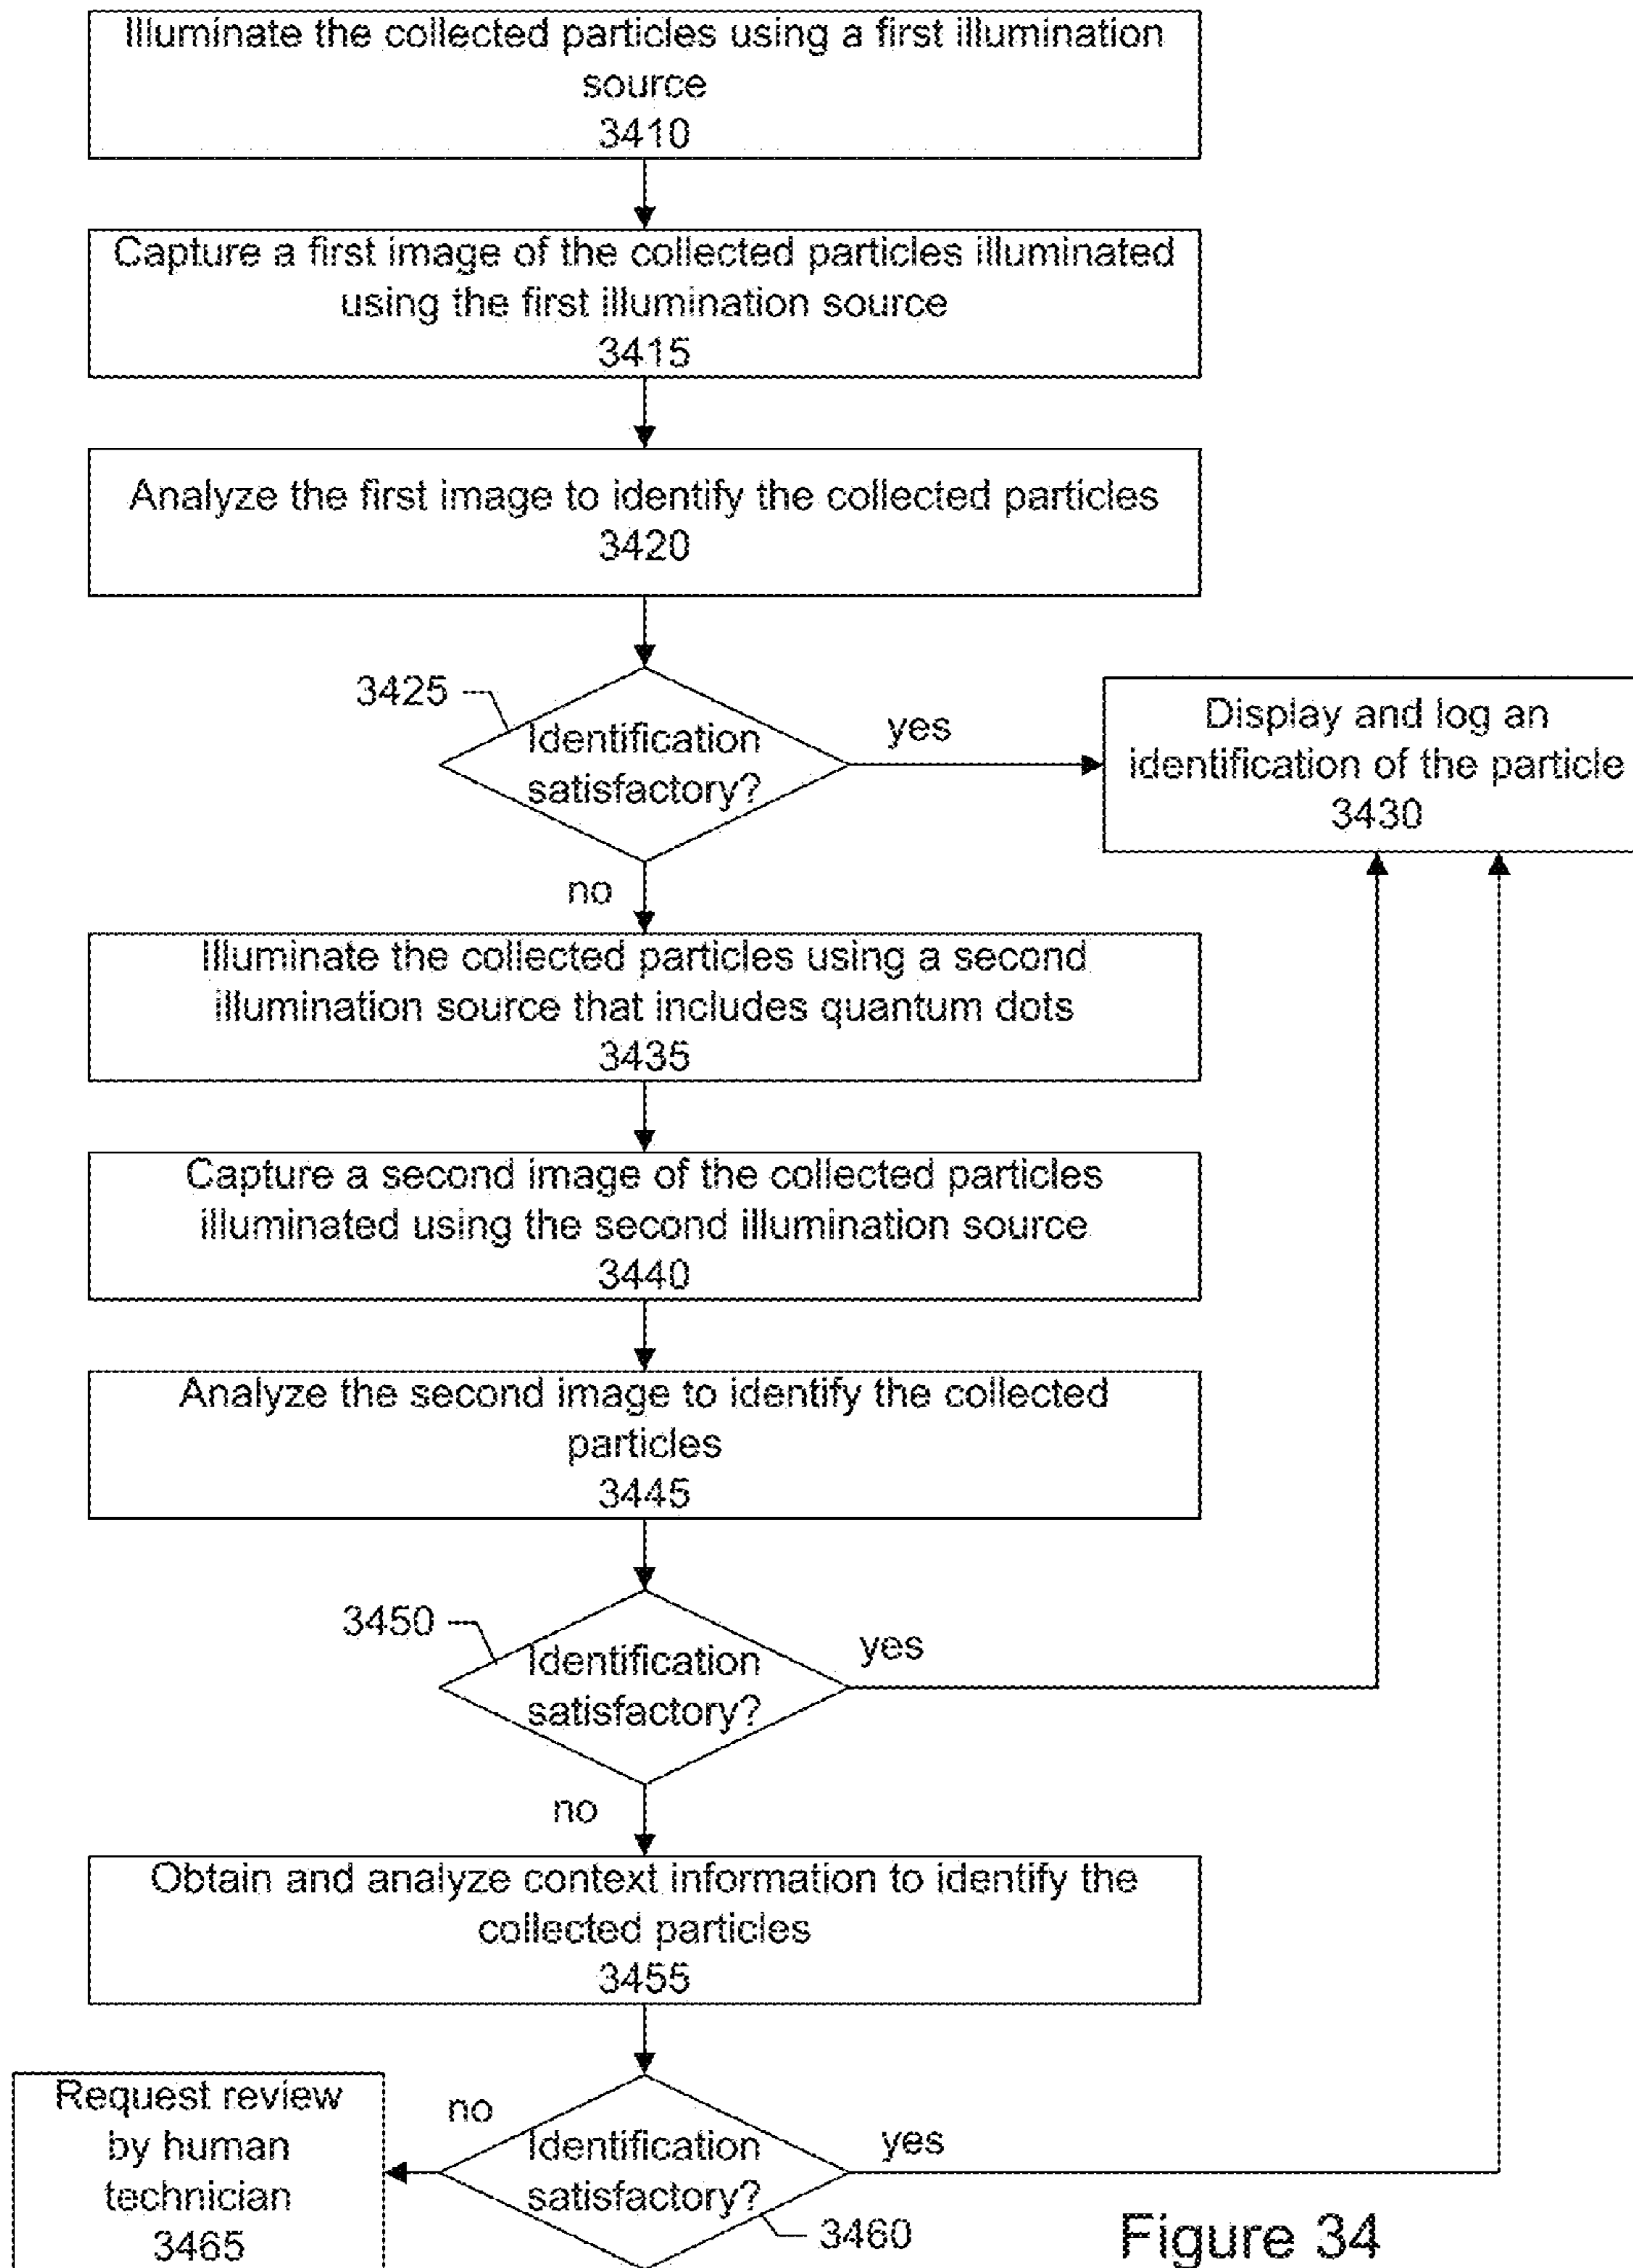 Illuminate the collected particles using a first illumination
source
3410
Capture a first image of the collected particles illuminated
using the first illumination source
3415
Analyze the first image to identify the collected particles
3420
3425
Identification
satisfactory?
yes
Display and log an
identification of the particle
3430
no
Illuminate the collected particles using a second
illumination source that includes quantum dots
3435
Capture a second image of the collected particles
illuminated using the second illumination source
3440
Analyze the second image to identify the collected
particles
3445
3450
Identification
satisfactory?
yes
no
Obtain and analyze context information to identify the
collected particles
3455
Request review
by human
technician
3465
no
Identification
satisfactory?
yes
3460
Figure 34